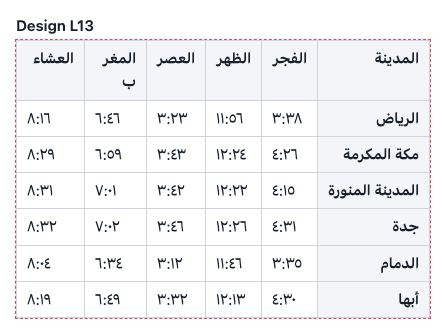 Design L13
المدينة الفجر الظهر العصر المغرب العشاء
الرياض ٣:٣٨ ١١:٥٦ ٣:٢٣ ٦:٤٦ ٨:١٦
مكة المكرمة ٤:٢٦ ١٢:٢٤ ٣:٤٣ ٦:٥٩ ٨:٢٩
المدينة المنورة ٤:١٥ ١٢:٢٢ ٣:٤٢ ٧:٠١ ٨:٣١
جدة ٤:٣١ ١٢:٢٦ ٣:٤٦ ٧:٠٢ ٨:٣٢
الدمام ٣:٣٥ ١١:٤٦ ٣:١٢ ٦:٣٤ ٨:٠٤
أبها ٤:٣٠ ١٢:١٣ ٣:٣٢ ٦:٤٩ ٨:١٩